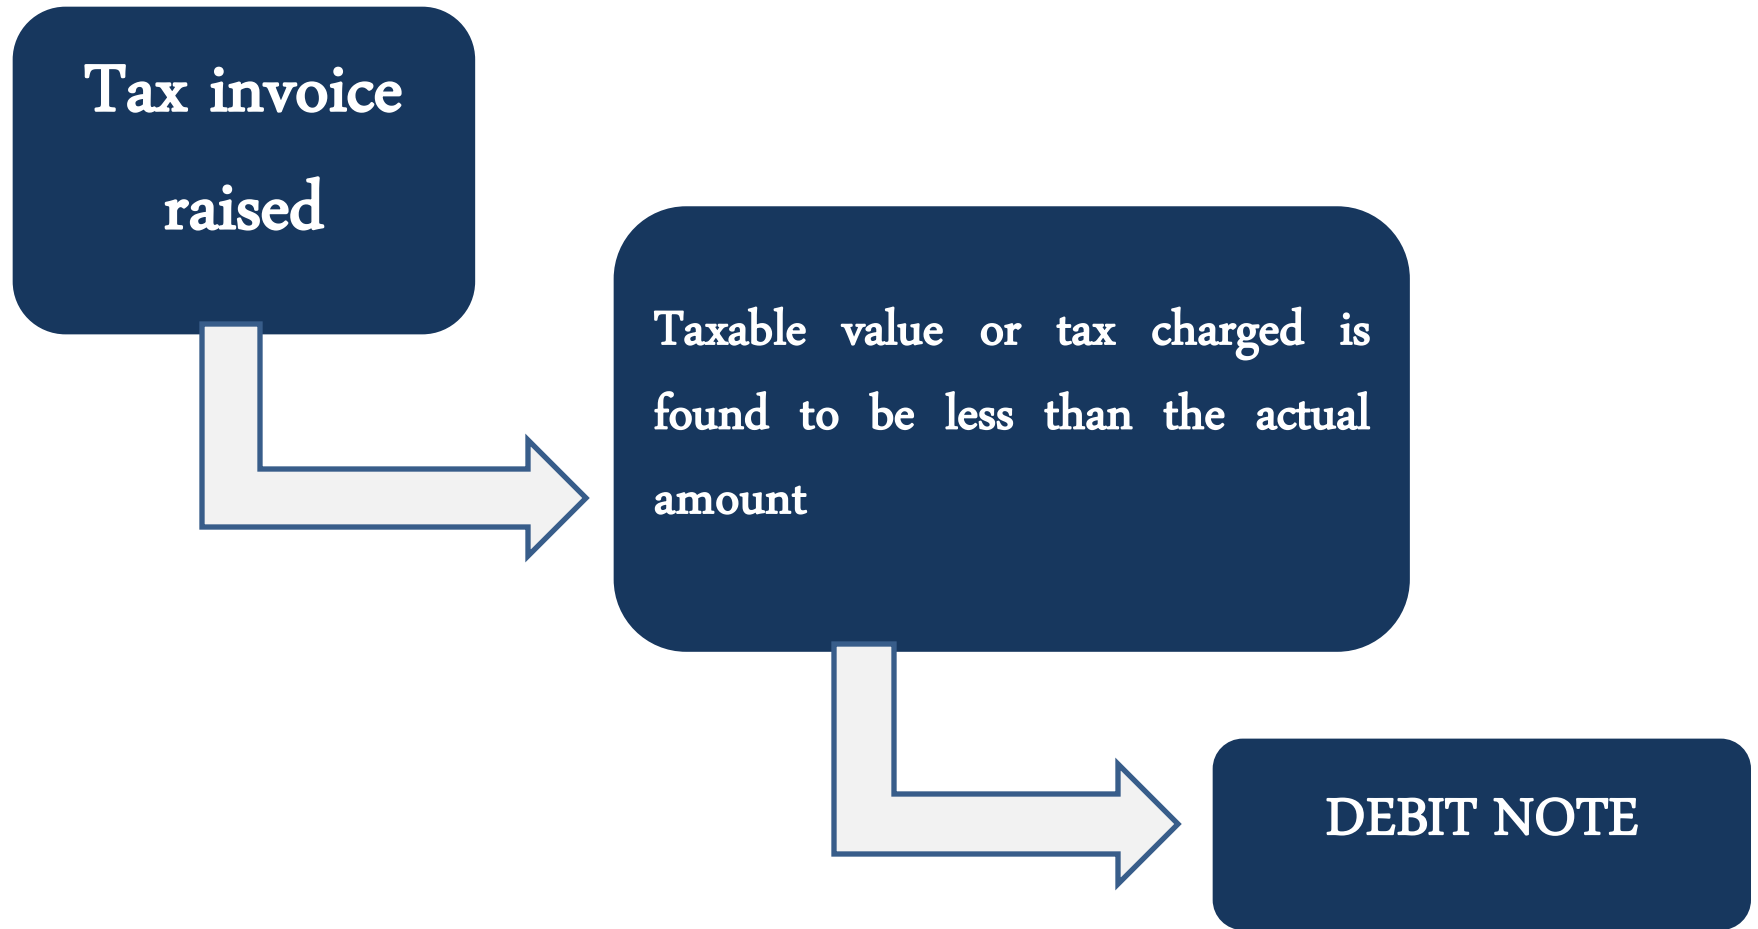 Tax invoice
raised
Taxable value or tax charged is
found to be less than the actual
amount
DEBIT NOTE